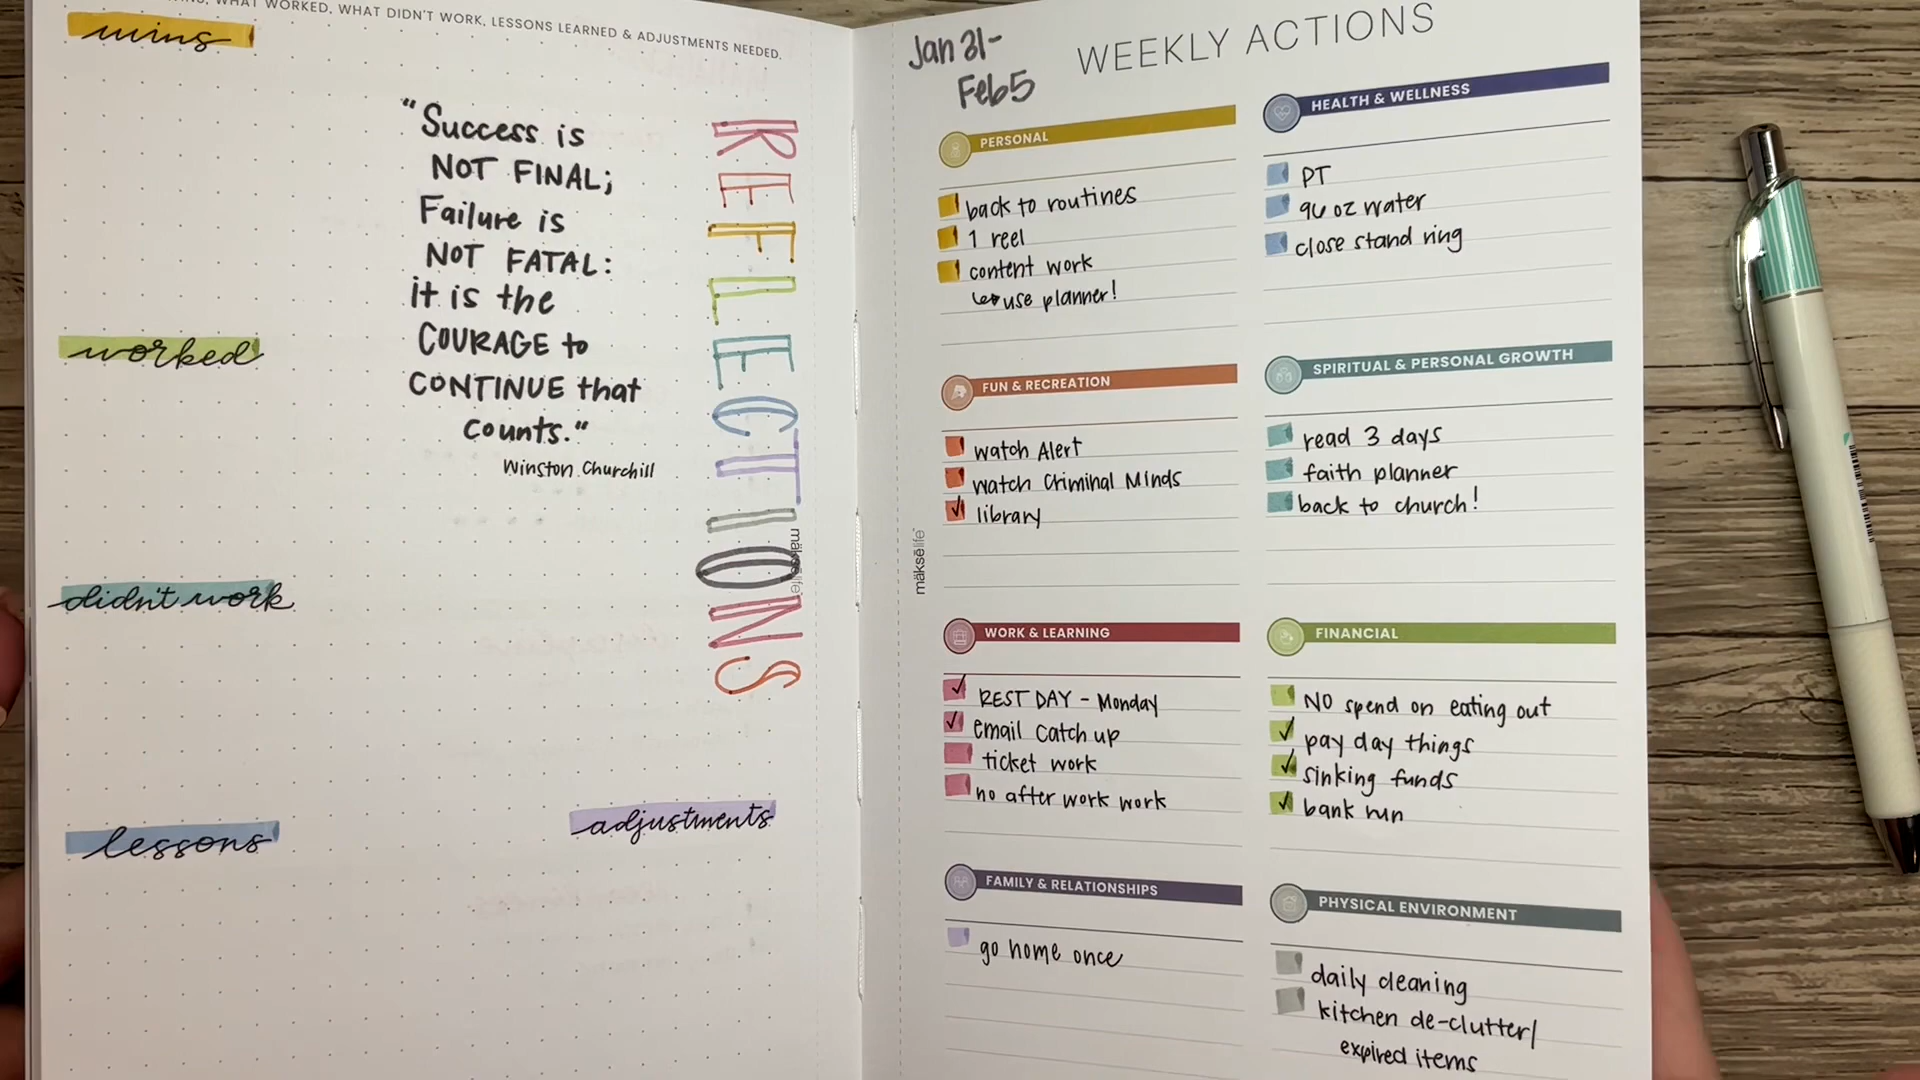 WHAT WORKED, WHAT DIDN'T WORK, LESSONS LEARNED & ADJUSTMENTS NEEDED.
wins
"Success is
NOT FINAL;
Failure is
NOT FATAL:
it is the
COURAGE to
CONTINUE that
counts."
Winston Churchill
REFLECTIONS
worked
didn't work
lessons
adjustments
mäksēlife
Jan 31-
Feb 5
WEEKLY ACTIONS
PERSONAL
back to routines
1 reel
content work
use planner!
FUN & RECREATION
watch Alert
watch Criminal Minds
library
WORK & LEARNING
REST DAY - Monday
email catch up
ticket work
no after work work
FAMILY & RELATIONSHIPS
go home once
HEALTH & WELLNESS
PT
96 oz water
close stand ring
SPIRITUAL & PERSONAL GROWTH
read 3 days
faith planner
back to church!
FINANCIAL
NO spend on eating out
pay day things
sinking funds
bank run
PHYSICAL ENVIRONMENT
daily cleaning
kitchen de-clutter/
expired items
mäksēlife